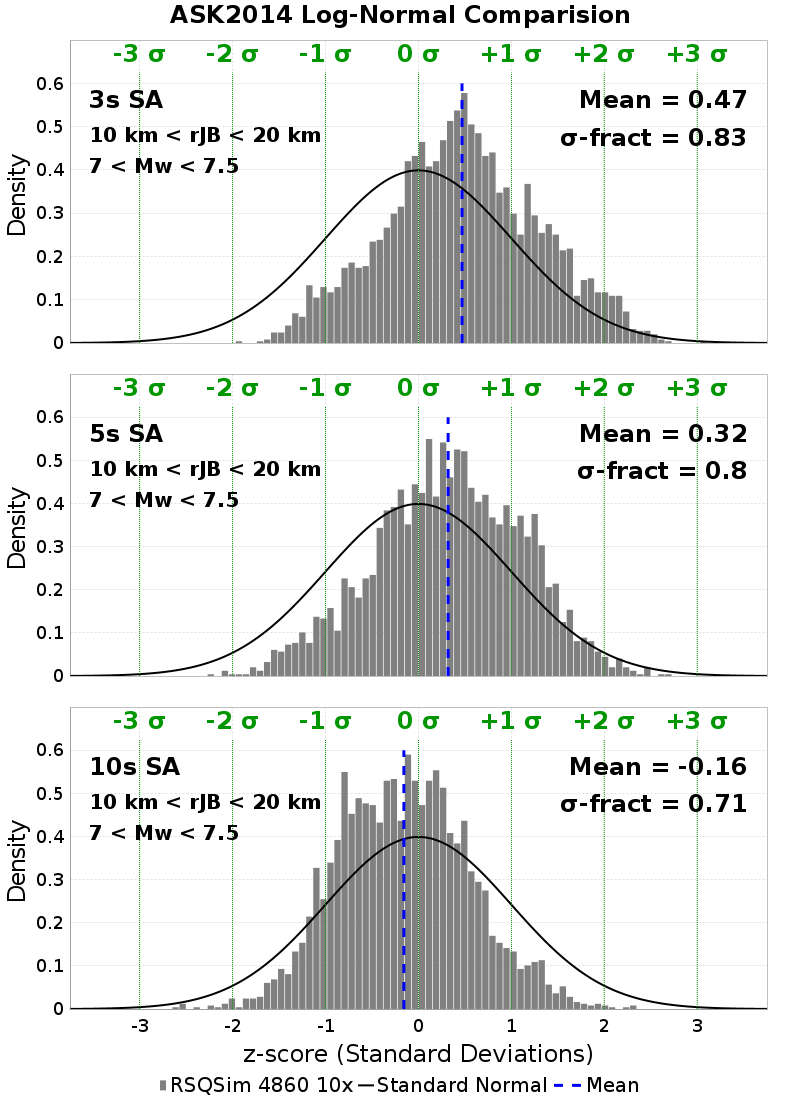 ASK2014 Log-Normal Comparision
-3 σ -2 σ -1 σ 0 σ +1 σ +2 σ +3 σ
0.6
3s SA Mean = 0.47
0.5
10 km < rJB < 20 km σ-fract = 0.83
7 < Mw < 7.5
0.4
Density
0.3
0.2
0.1
0
-3 σ -2 σ -1 σ 0 σ +1 σ +2 σ +3 σ
0.6
5s SA Mean = 0.32
0.5
10 km < rJB < 20 km σ-fract = 0.8
7 < Mw < 7.5
0.4
Density
0.3
0.2
0.1
0
-3 σ -2 σ -1 σ 0 σ +1 σ +2 σ +3 σ
0.6
10s SA Mean = -0.16
0.5
10 km < rJB < 20 km σ-fract = 0.71
7 < Mw < 7.5
0.4
Density
0.3
0.2
0.1
0
-3 -2 -1 0 1 2 3
z-score (Standard Deviations)
RSQSim 4860 10x Standard Normal Mean